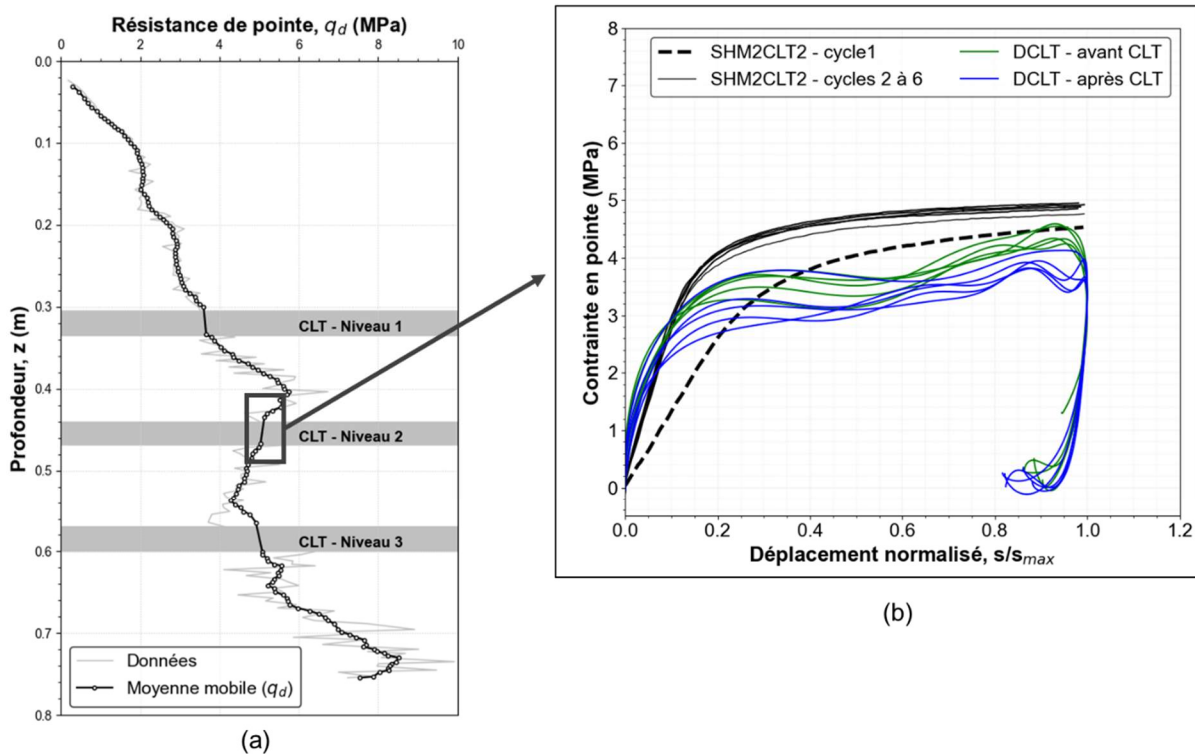 Résistance de pointe, q_d (MPa)
0 2 4 6 8 10
Profondeur, z (m)
0.0
0.1
0.2
0.3
0.4
0.5
0.6
0.7
0.8
CLT - Niveau 1
CLT - Niveau 2
CLT - Niveau 3
Données
Moyenne mobile (q_d)
(a)
Contrainte en pointe (MPa)
8
7
6
5
4
3
2
1
0
SHM2CLT2 - cycle1
SHM2CLT2 - cycles 2 à 6
DCLT - avant CLT
DCLT - après CLT
0.0 0.2 0.4 0.6 0.8 1.0 1.2
Déplacement normalisé, s/s_max
(b)